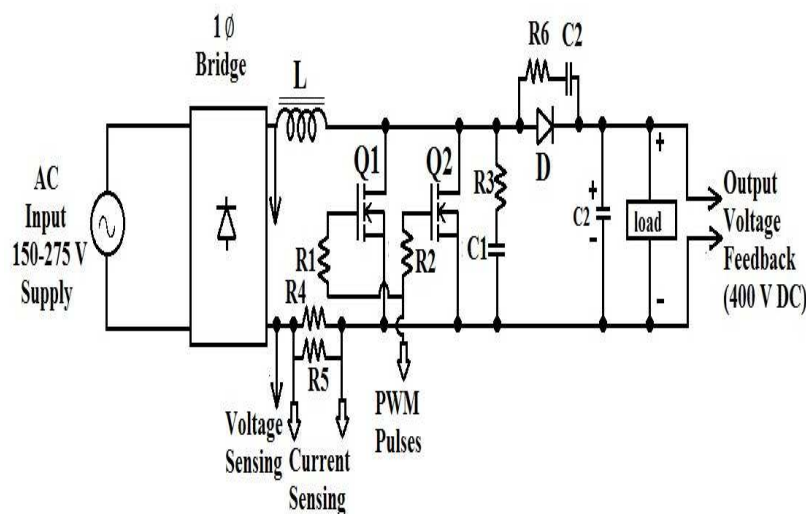 1ϕ
Bridge
L
R6
C2
AC
Input
150-275 V
Supply
Q1
Q2
R3
D
R1
R2
C1
C2
+
-
+
load
-
Output
Voltage
Feedback
(400 V DC)
R4
R5
PWM
Pulses
Voltage
Sensing
Current
Sensing